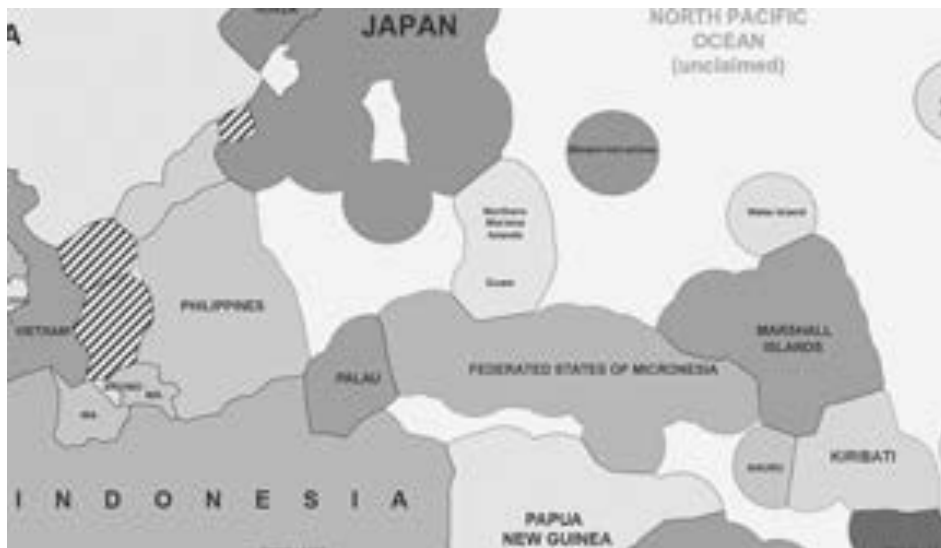 A
JAPAN
NORTH PACIFIC
OCEAN
(unclaimed)
Northern
Mariana
Islands
Guam
Wake Island
PHILIPPINES
VIETNAM
MARSHALL
ISLANDS
PALAU
FEDERATED STATES OF MICRONESIA
NAURU
KIRIBATI
INDONESIA
PAPUA
NEW GUINEA